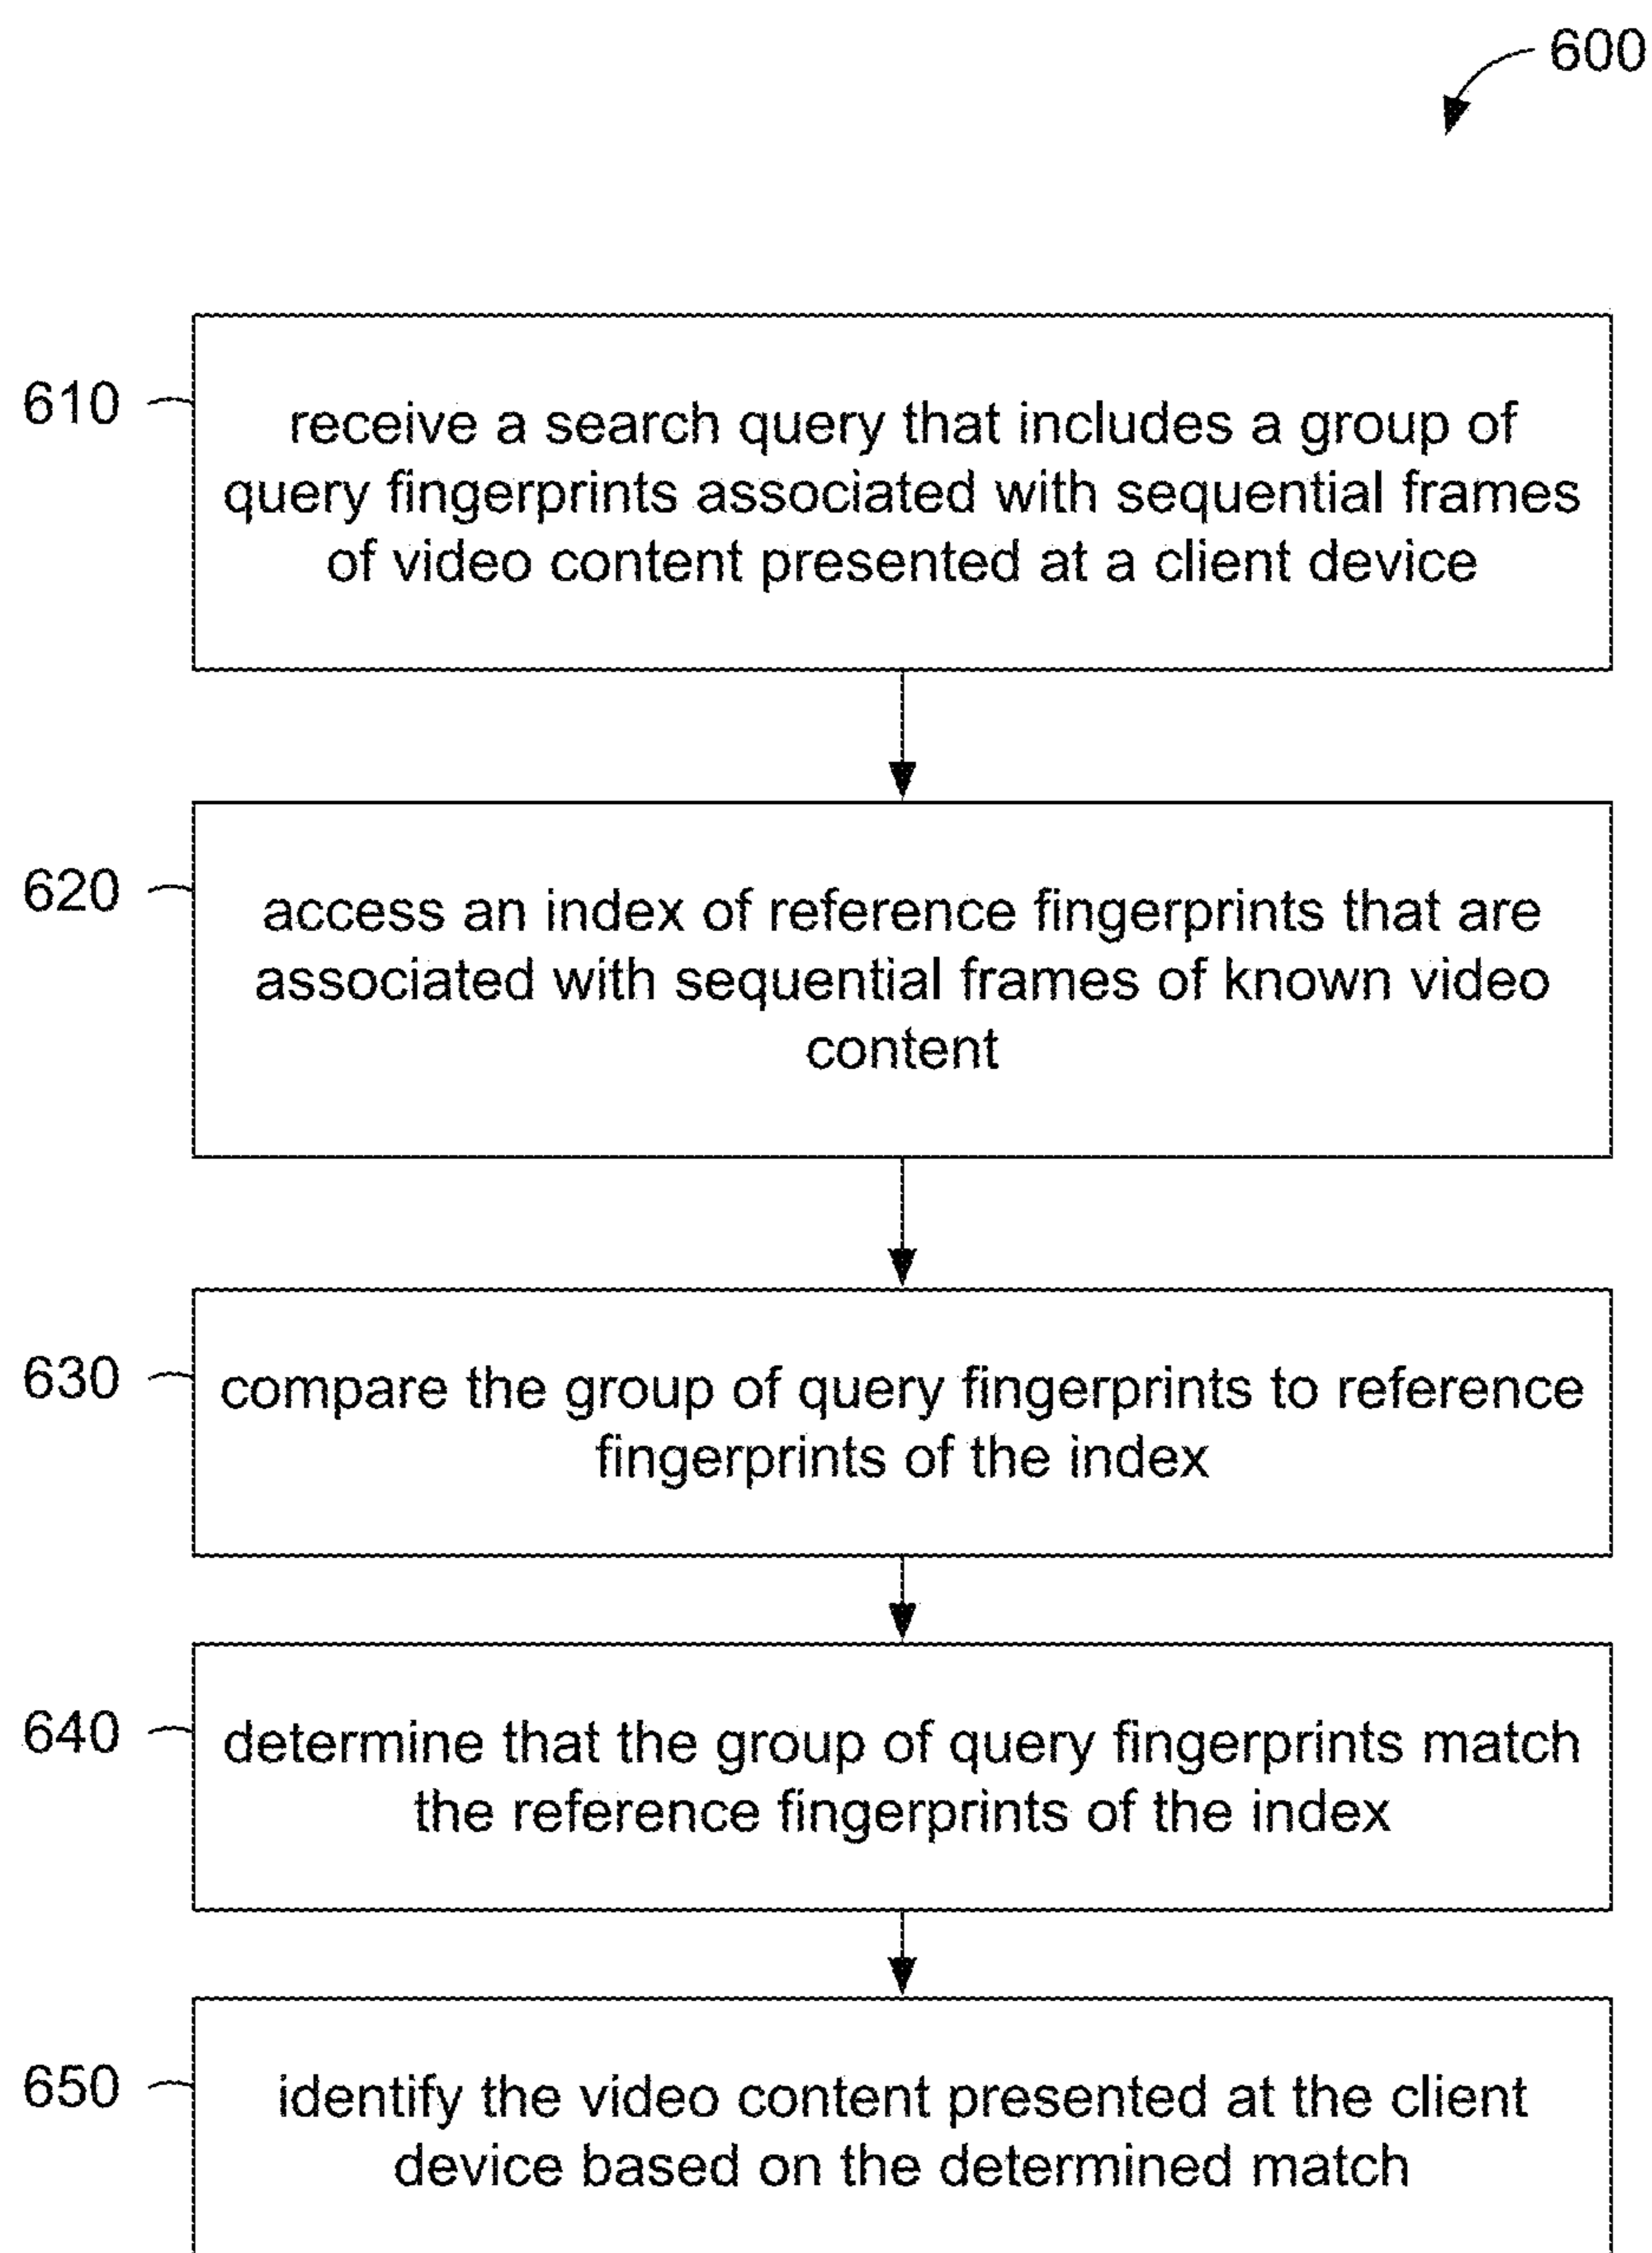 600
610
receive a search query that includes a group of
query fingerprints associated with sequential frames
of video content presented at a client device
620
access an index of reference fingerprints that are
associated with sequential frames of known video
content
630
compare the group of query fingerprints to reference
fingerprints of the index
640
determine that the group of query fingerprints match
the reference fingerprints of the index
650
identify the video content presented at the client
device based on the determined match